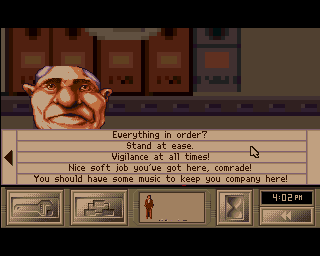 Everything in order?
Stand at ease.
Vigilance at all times!
Nice soft job you've got here, comrade!
You should have some music to keep you company here!
4:02 PM